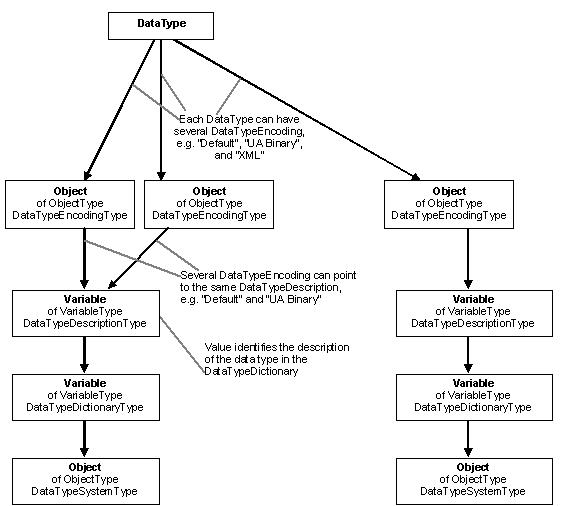 DataType
Each DataType can have
several DataTypeEncoding,
e.g. "Default", "UA Binary",
and "XML"
Object
of ObjectType
DataTypeEncodingType
Object
of ObjectType
DataTypeEncodingType
Object
of ObjectType
DataTypeEncodingType
Several DataTypeEncoding can point
to the same DataTypeDescription,
e.g. "Default" and "UA Binary"
Variable
of VariableType
DataTypeDescriptionType
Variable
of VariableType
DataTypeDescriptionType
Value identifies the description
of the data type in the
DataTypeDictionary
Variable
of VariableType
DataTypeDictionaryType
Variable
of VariableType
DataTypeDictionaryType
Object
of ObjectType
DataTypeSystemType
Object
of ObjectType
DataTypeSystemType